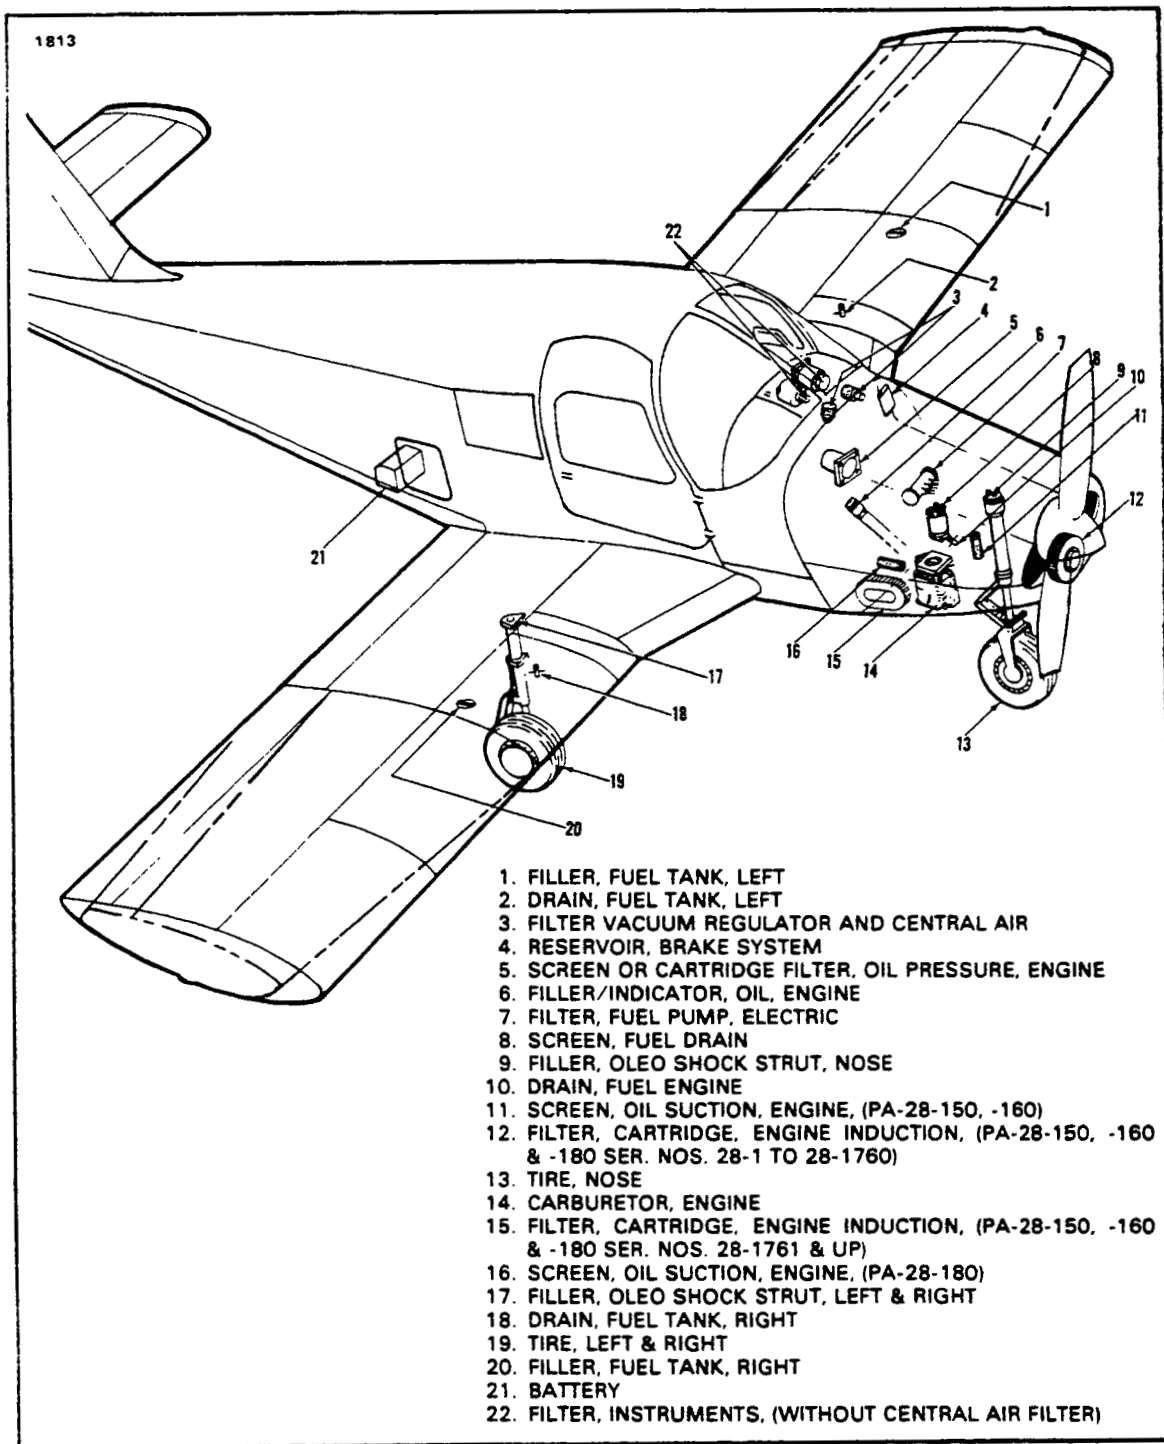 1813
1
22
2
3
4
5
6
7
8
9
10
11
12
21
16
15
14
17
18
13
19
20
1. FILLER, FUEL TANK, LEFT
2. DRAIN, FUEL TANK, LEFT
3. FILTER VACUUM REGULATOR AND CENTRAL AIR
4. RESERVOIR, BRAKE SYSTEM
5. SCREEN OR CARTRIDGE FILTER, OIL PRESSURE, ENGINE
6. FILLER/INDICATOR, OIL, ENGINE
7. FILTER, FUEL PUMP, ELECTRIC
8. SCREEN, FUEL DRAIN
9. FILLER, OLEO SHOCK STRUT, NOSE
10. DRAIN, FUEL ENGINE
11. SCREEN, OIL SUCTION, ENGINE, (PA-28-150, -160)
12. FILTER, CARTRIDGE, ENGINE INDUCTION, (PA-28-150, -160
& -180 SER. NOS. 28-1 TO 28-1760)
13. TIRE, NOSE
14. CARBURETOR, ENGINE
15. FILTER, CARTRIDGE, ENGINE INDUCTION, (PA-28-150, -160
& -180 SER. NOS. 28-1761 & UP)
16. SCREEN, OIL SUCTION, ENGINE, (PA-28-180)
17. FILLER, OLEO SHOCK STRUT, LEFT & RIGHT
18. DRAIN, FUEL TANK, RIGHT
19. TIRE, LEFT & RIGHT
20. FILLER, FUEL TANK, RIGHT
21. BATTERY
22. FILTER, INSTRUMENTS, (WITHOUT CENTRAL AIR FILTER)